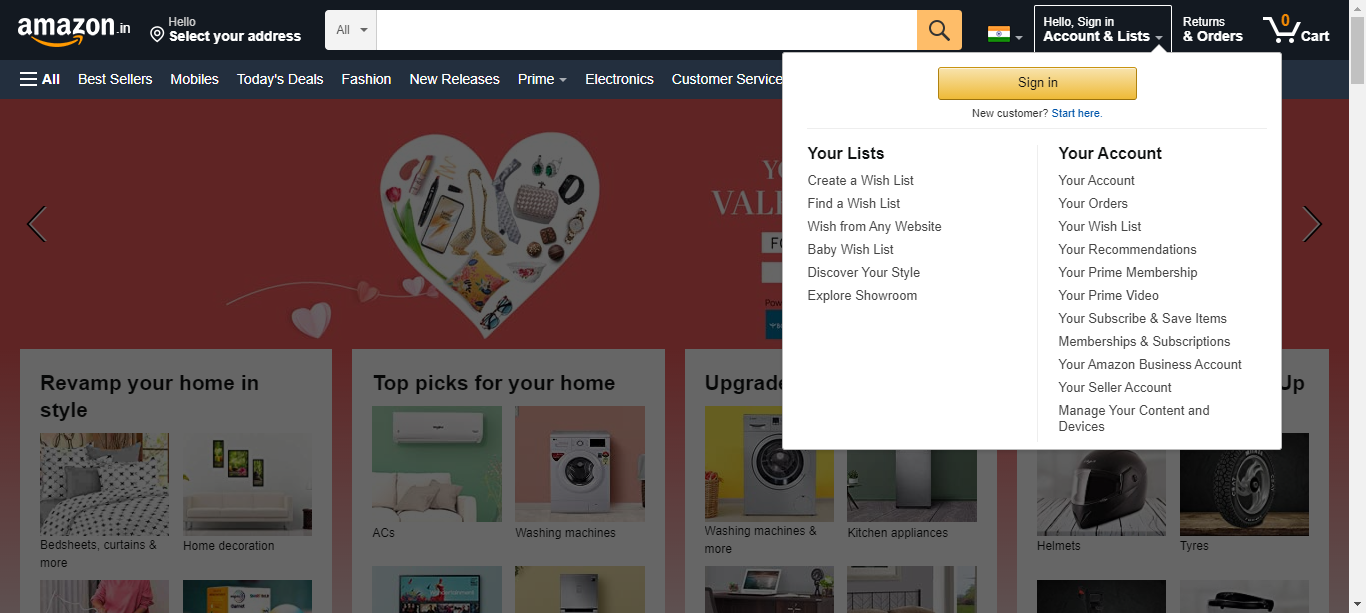 amazon.in
Hello
Select your address
All
Hello, Sign in
Account & Lists
Returns
& Orders
0
Cart
All
Best Sellers
Mobiles
Today's Deals
Fashion
New Releases
Prime
Electronics
Customer Service
Sign in
New customer? Start here.
Your Lists
Create a Wish List
Find a Wish List
Wish from Any Website
Baby Wish List
Discover Your Style
Explore Showroom
Your Account
Your Account
Your Orders
Your Wish List
Your Recommendations
Your Prime Membership
Your Prime Video
Your Subscribe & Save Items
Memberships & Subscriptions
Your Amazon Business Account
Your Seller Account
Manage Your Content and
Devices
Revamp your home in
style
Bedsheets, curtains &
more
Home decoration
Top picks for your home
ACs
Washing machines
Upgrade
Washing machines &
more
Kitchen appliances
Up
Helmets
Tyres